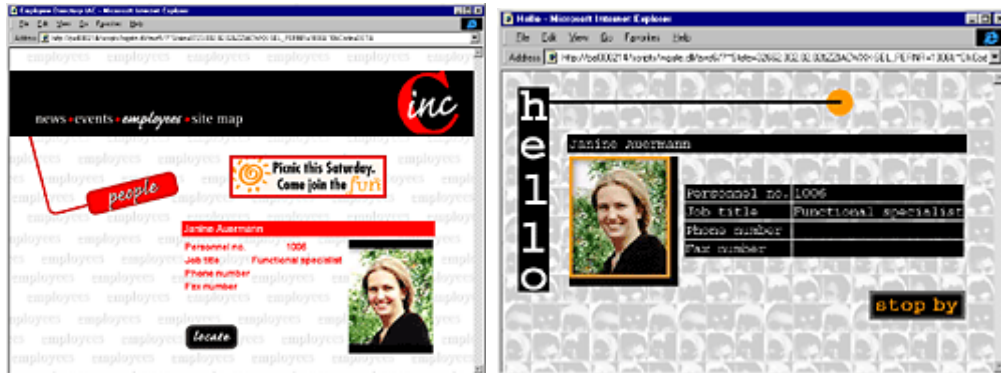 Employee Directory IAC - Microsoft Internet Explorer
File Edit View Go Favorites Help
Address
inc
news • events • employees • site map
people
Picnic this Saturday.
Come join the fun
Janine Auermann
Personnel no. 1006
Job title Functional specialist
Phone number
Fax number
locate
employees employees employees employees employees
Hello - Microsoft Internet Explorer
File Edit View Go Favorites Help
Address
hello
Janine Auermann
Personnel no. 1006
Job title Functional specialist
Phone number
Fax number
stop by